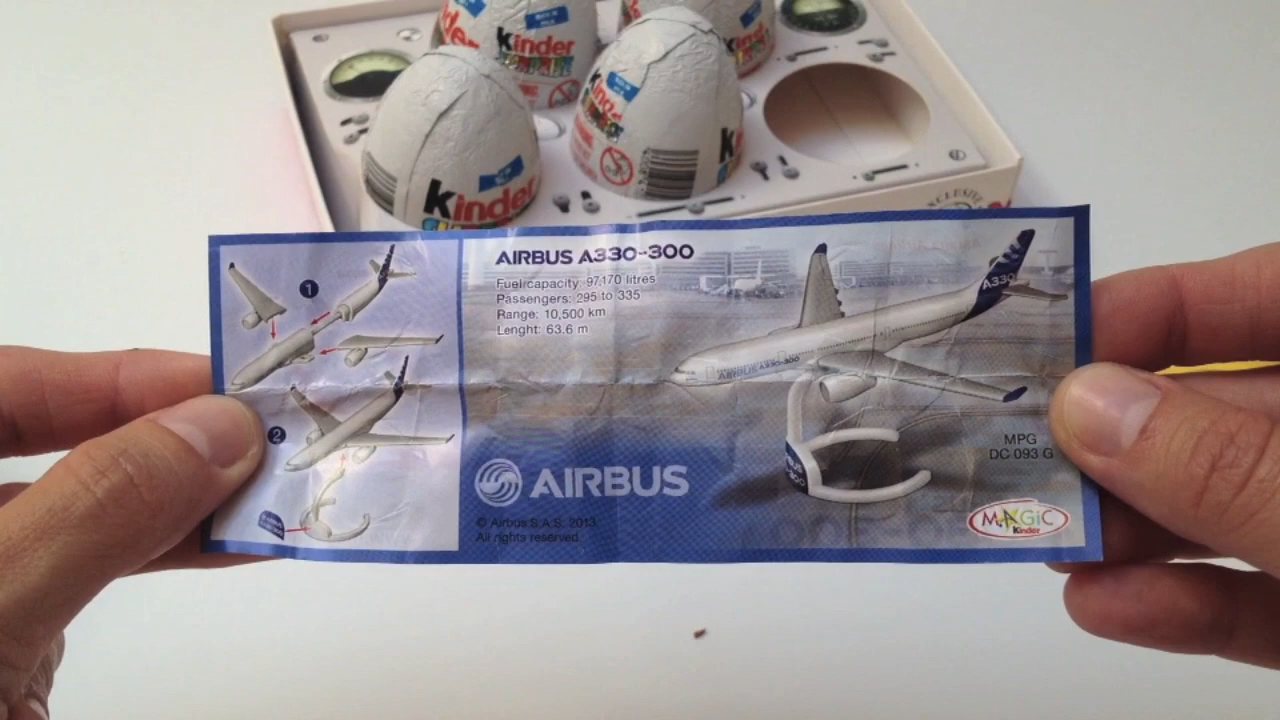 kinder
kinder
kinder
kinder
AIRBUS A330-300
Fuel capacity 97,170 litres
Passengers: 295 to 335
Range: 10,500 km
Lenght: 63.6 m
1
2
A330
AIRBUS A330-300
AIRBUS
© Airbus S.A.S. 2013
All rights reserved
MPG
DC 093 G
MAGiC
kinder